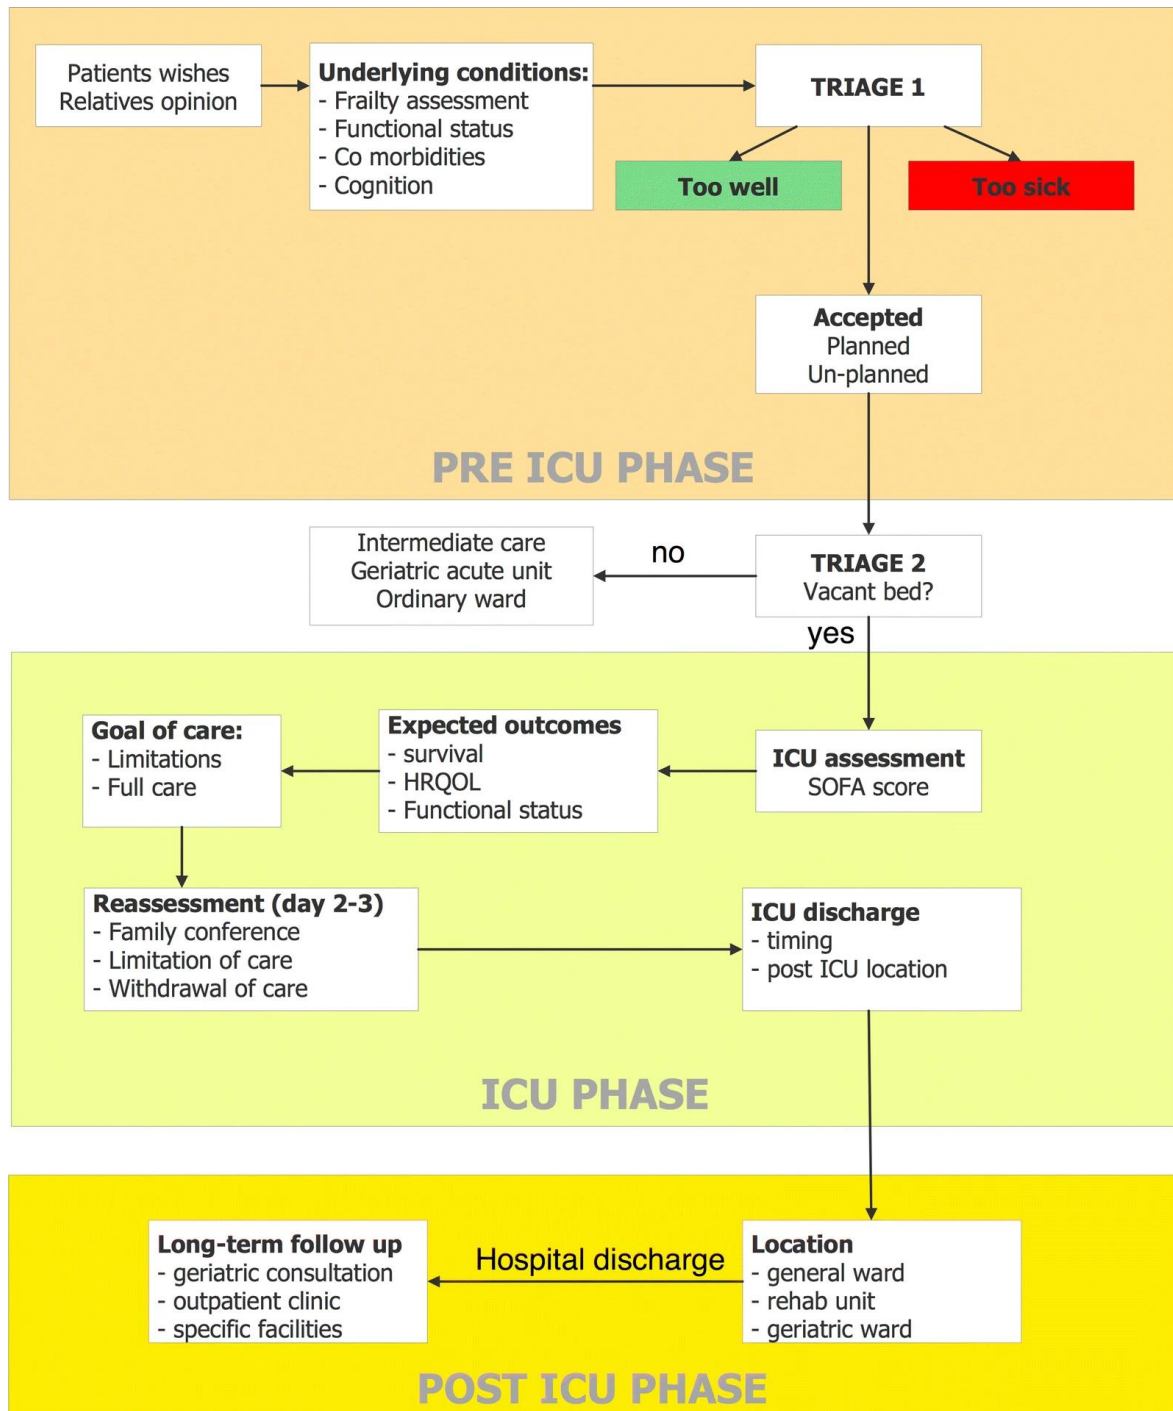 Patients wishes
Relatives opinion
Underlying conditions:
- Frailty assessment
- Functional status
- Co morbidities
- Cognition
TRIAGE 1
Too well
Too sick
Accepted
Planned
Un-planned
PRE ICU PHASE
Intermediate care
Geriatric acute unit
Ordinary ward
no
TRIAGE 2
Vacant bed?
yes
Goal of care:
- Limitations
- Full care
Expected outcomes
- survival
- HRQOL
- Functional status
ICU assessment
SOFA score
Reassessment (day 2-3)
- Family conference
- Limitation of care
- Withdrawal of care
ICU discharge
- timing
- post ICU location
ICU PHASE
Long-term follow up
- geriatric consultation
- outpatient clinic
- specific facilities
Hospital discharge
Location
- general ward
- rehab unit
- geriatric ward
POST ICU PHASE